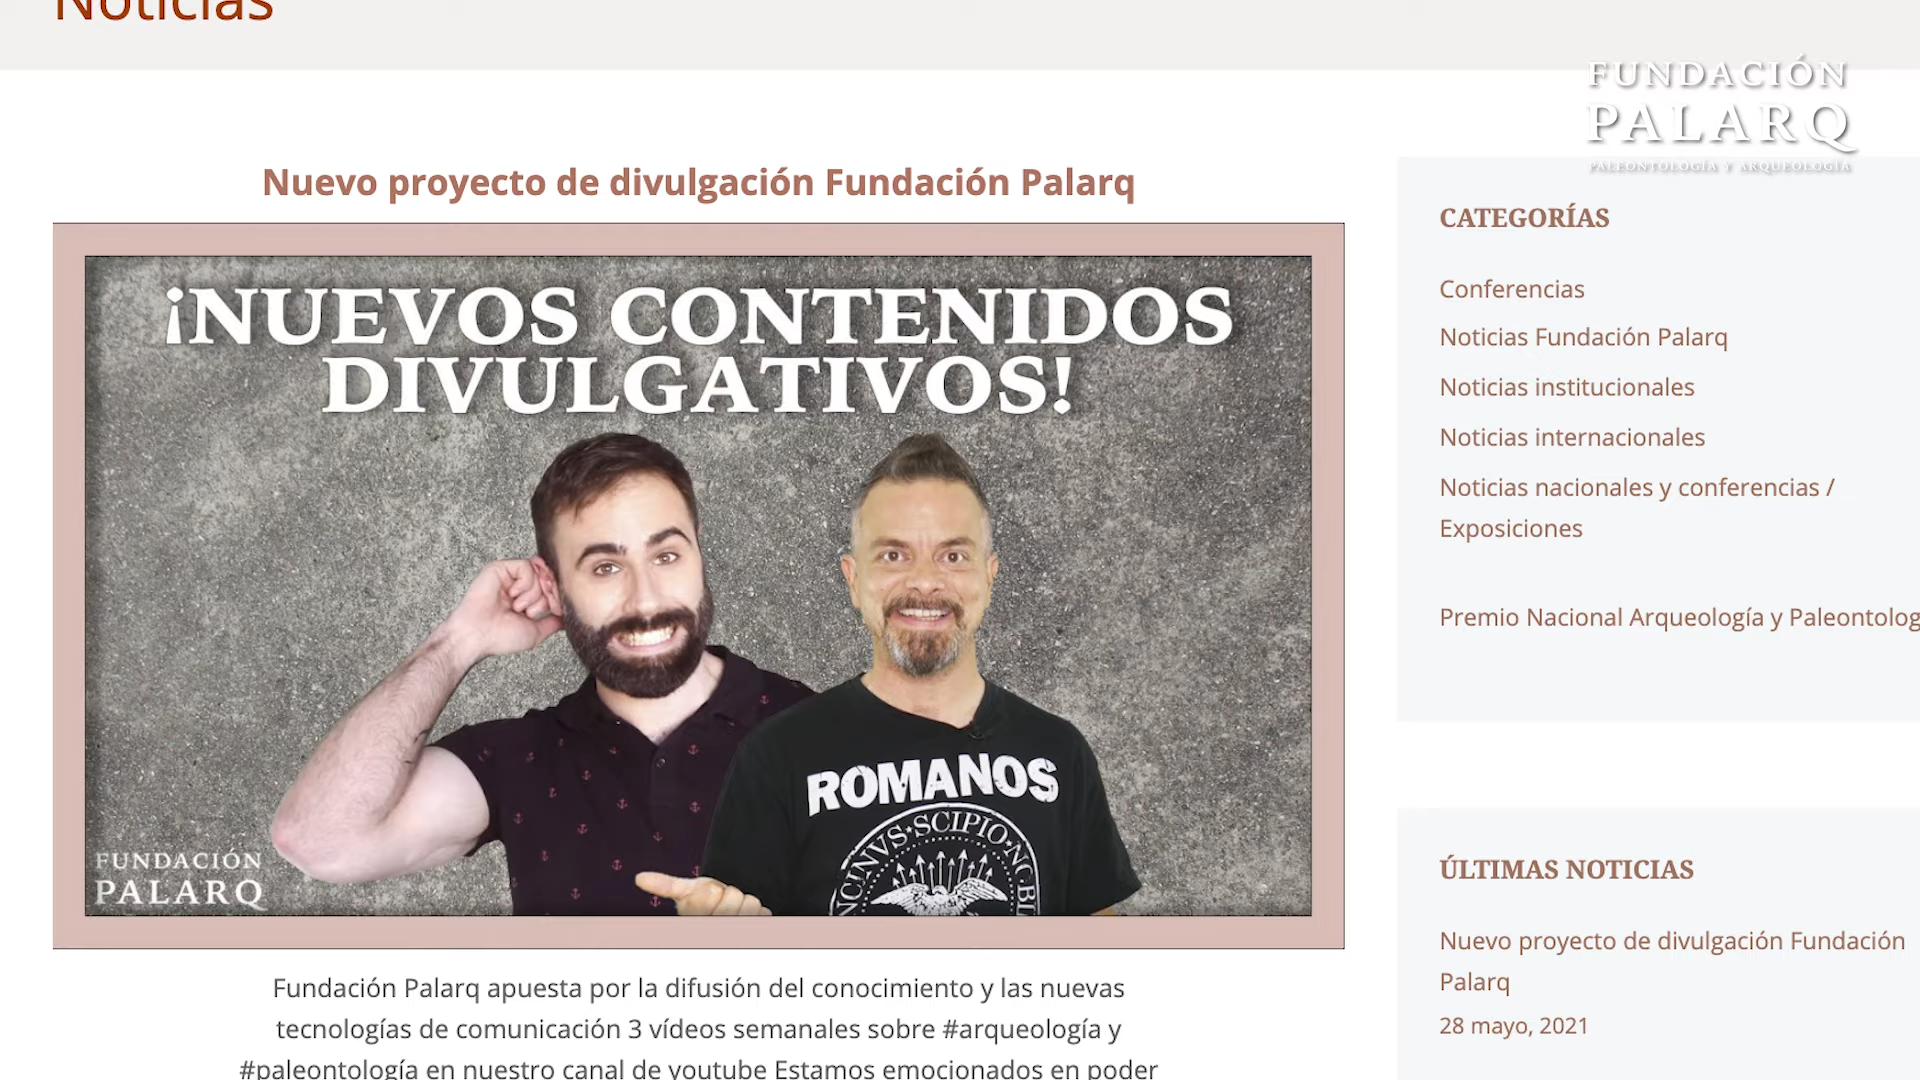 Noticias
FUNDACIÓN
PALARQ
PALEONTOLOGÍA Y ARQUEOLOGÍA
Nuevo proyecto de divulgación Fundación Palarq
¡NUEVOS CONTENIDOS
DIVULGATIVOS!
ROMANOS
SCIPIO
FUNDACIÓN
PALARQ
Fundación Palarq apuesta por la difusión del conocimiento y las nuevas
tecnologías de comunicación 3 vídeos semanales sobre #arqueología y
#paleontología en nuestro canal de youtube Estamos emocionados en poder
CATEGORÍAS
Conferencias
Noticias Fundación Palarq
Noticias institucionales
Noticias internacionales
Noticias nacionales y conferencias /
Exposiciones
Premio Nacional Arqueología y Paleontolog
ÚLTIMAS NOTICIAS
Nuevo proyecto de divulgación Fundación
Palarq
28 mayo, 2021